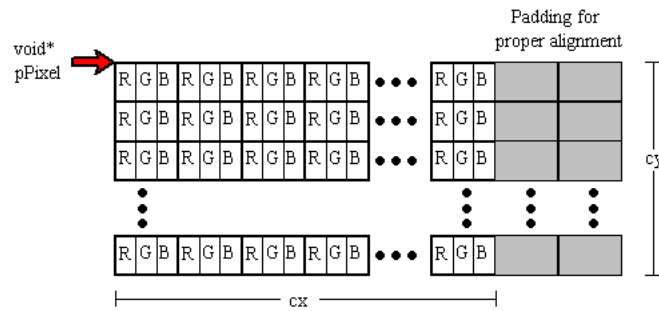 Padding for
proper alignment
void*
pPixel
R G B R G B R G B R G B R G B
R G B R G B R G B R G B R G B
R G B R G B R G B R G B R G B
cy
R G B R G B R G B R G B R G B
cx